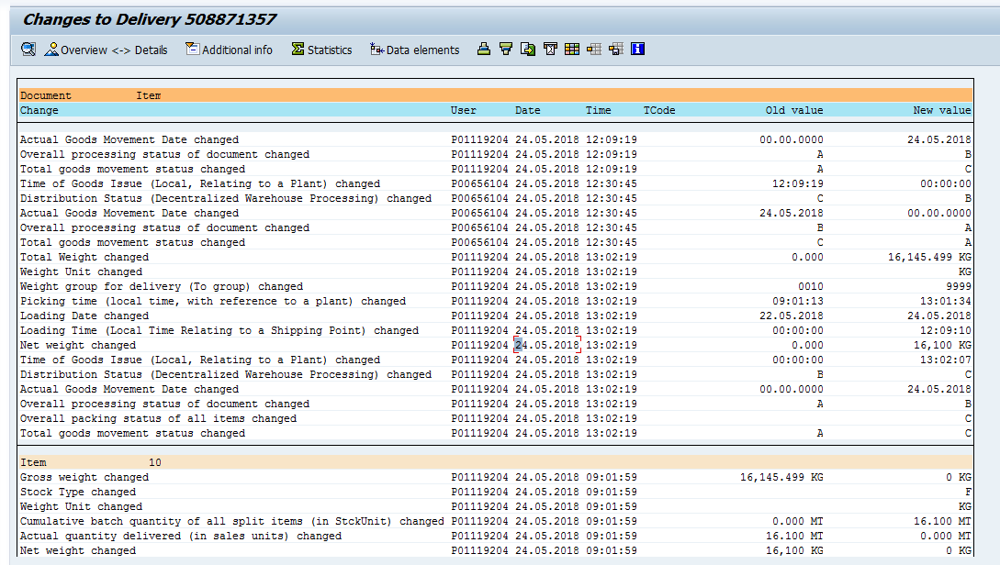 Changes to Delivery 508871357
Overview <-> Details Additional info Statistics Data elements
Document Item
Change User Date Time TCode Old value New value
Actual Goods Movement Date changed P01119204 24.05.2018 12:09:19 00.00.0000 24.05.2018
Overall processing status of document changed P01119204 24.05.2018 12:09:19 A B
Total goods movement status changed P01119204 24.05.2018 12:09:19 A C
Time of Goods Issue (Local, Relating to a Plant) changed P00656104 24.05.2018 12:30:45 12:09:19 00:00:00
Distribution Status (Decentralized Warehouse Processing) changed P00656104 24.05.2018 12:30:45 C B
Actual Goods Movement Date changed P00656104 24.05.2018 12:30:45 24.05.2018 00.00.0000
Overall processing status of document changed P00656104 24.05.2018 12:30:45 B A
Total goods movement status changed P00656104 24.05.2018 12:30:45 C A
Total Weight changed P01119204 24.05.2018 13:02:19 0.000 16,145.499 KG
Weight Unit changed P01119204 24.05.2018 13:02:19 KG
Weight group for delivery (To group) changed P01119204 24.05.2018 13:02:19 0010 9999
Picking time (local time, with reference to a plant) changed P01119204 24.05.2018 13:02:19 09:01:13 13:01:34
Loading Date changed P01119204 24.05.2018 13:02:19 22.05.2018 24.05.2018
Loading Time (Local Time Relating to a Shipping Point) changed P01119204 24.05.2018 13:02:19 00:00:00 12:09:10
Net weight changed P01119204 24.05.2018 13:02:19 0.000 16,100 KG
Time of Goods Issue (Local, Relating to a Plant) changed P01119204 24.05.2018 13:02:19 00:00:00 13:02:07
Distribution Status (Decentralized Warehouse Processing) changed P01119204 24.05.2018 13:02:19 B C
Actual Goods Movement Date changed P01119204 24.05.2018 13:02:19 00.00.0000 24.05.2018
Overall processing status of document changed P01119204 24.05.2018 13:02:19 A B
Overall packing status of all items changed P01119204 24.05.2018 13:02:19 C
Total goods movement status changed P01119204 24.05.2018 13:02:19 A C
Item 10
Gross weight changed P01119204 24.05.2018 09:01:59 16,145.499 KG 0 KG
Stock Type changed P01119204 24.05.2018 09:01:59 F
Weight Unit changed P01119204 24.05.2018 09:01:59 KG
Cumulative batch quantity of all split items (in StckUnit) changed P01119204 24.05.2018 09:01:59 0.000 MT 16.100 MT
Actual quantity delivered (in sales units) changed P01119204 24.05.2018 09:01:59 16.100 MT 0.000 MT
Net weight changed P01119204 24.05.2018 09:01:59 16,100 KG 0 KG